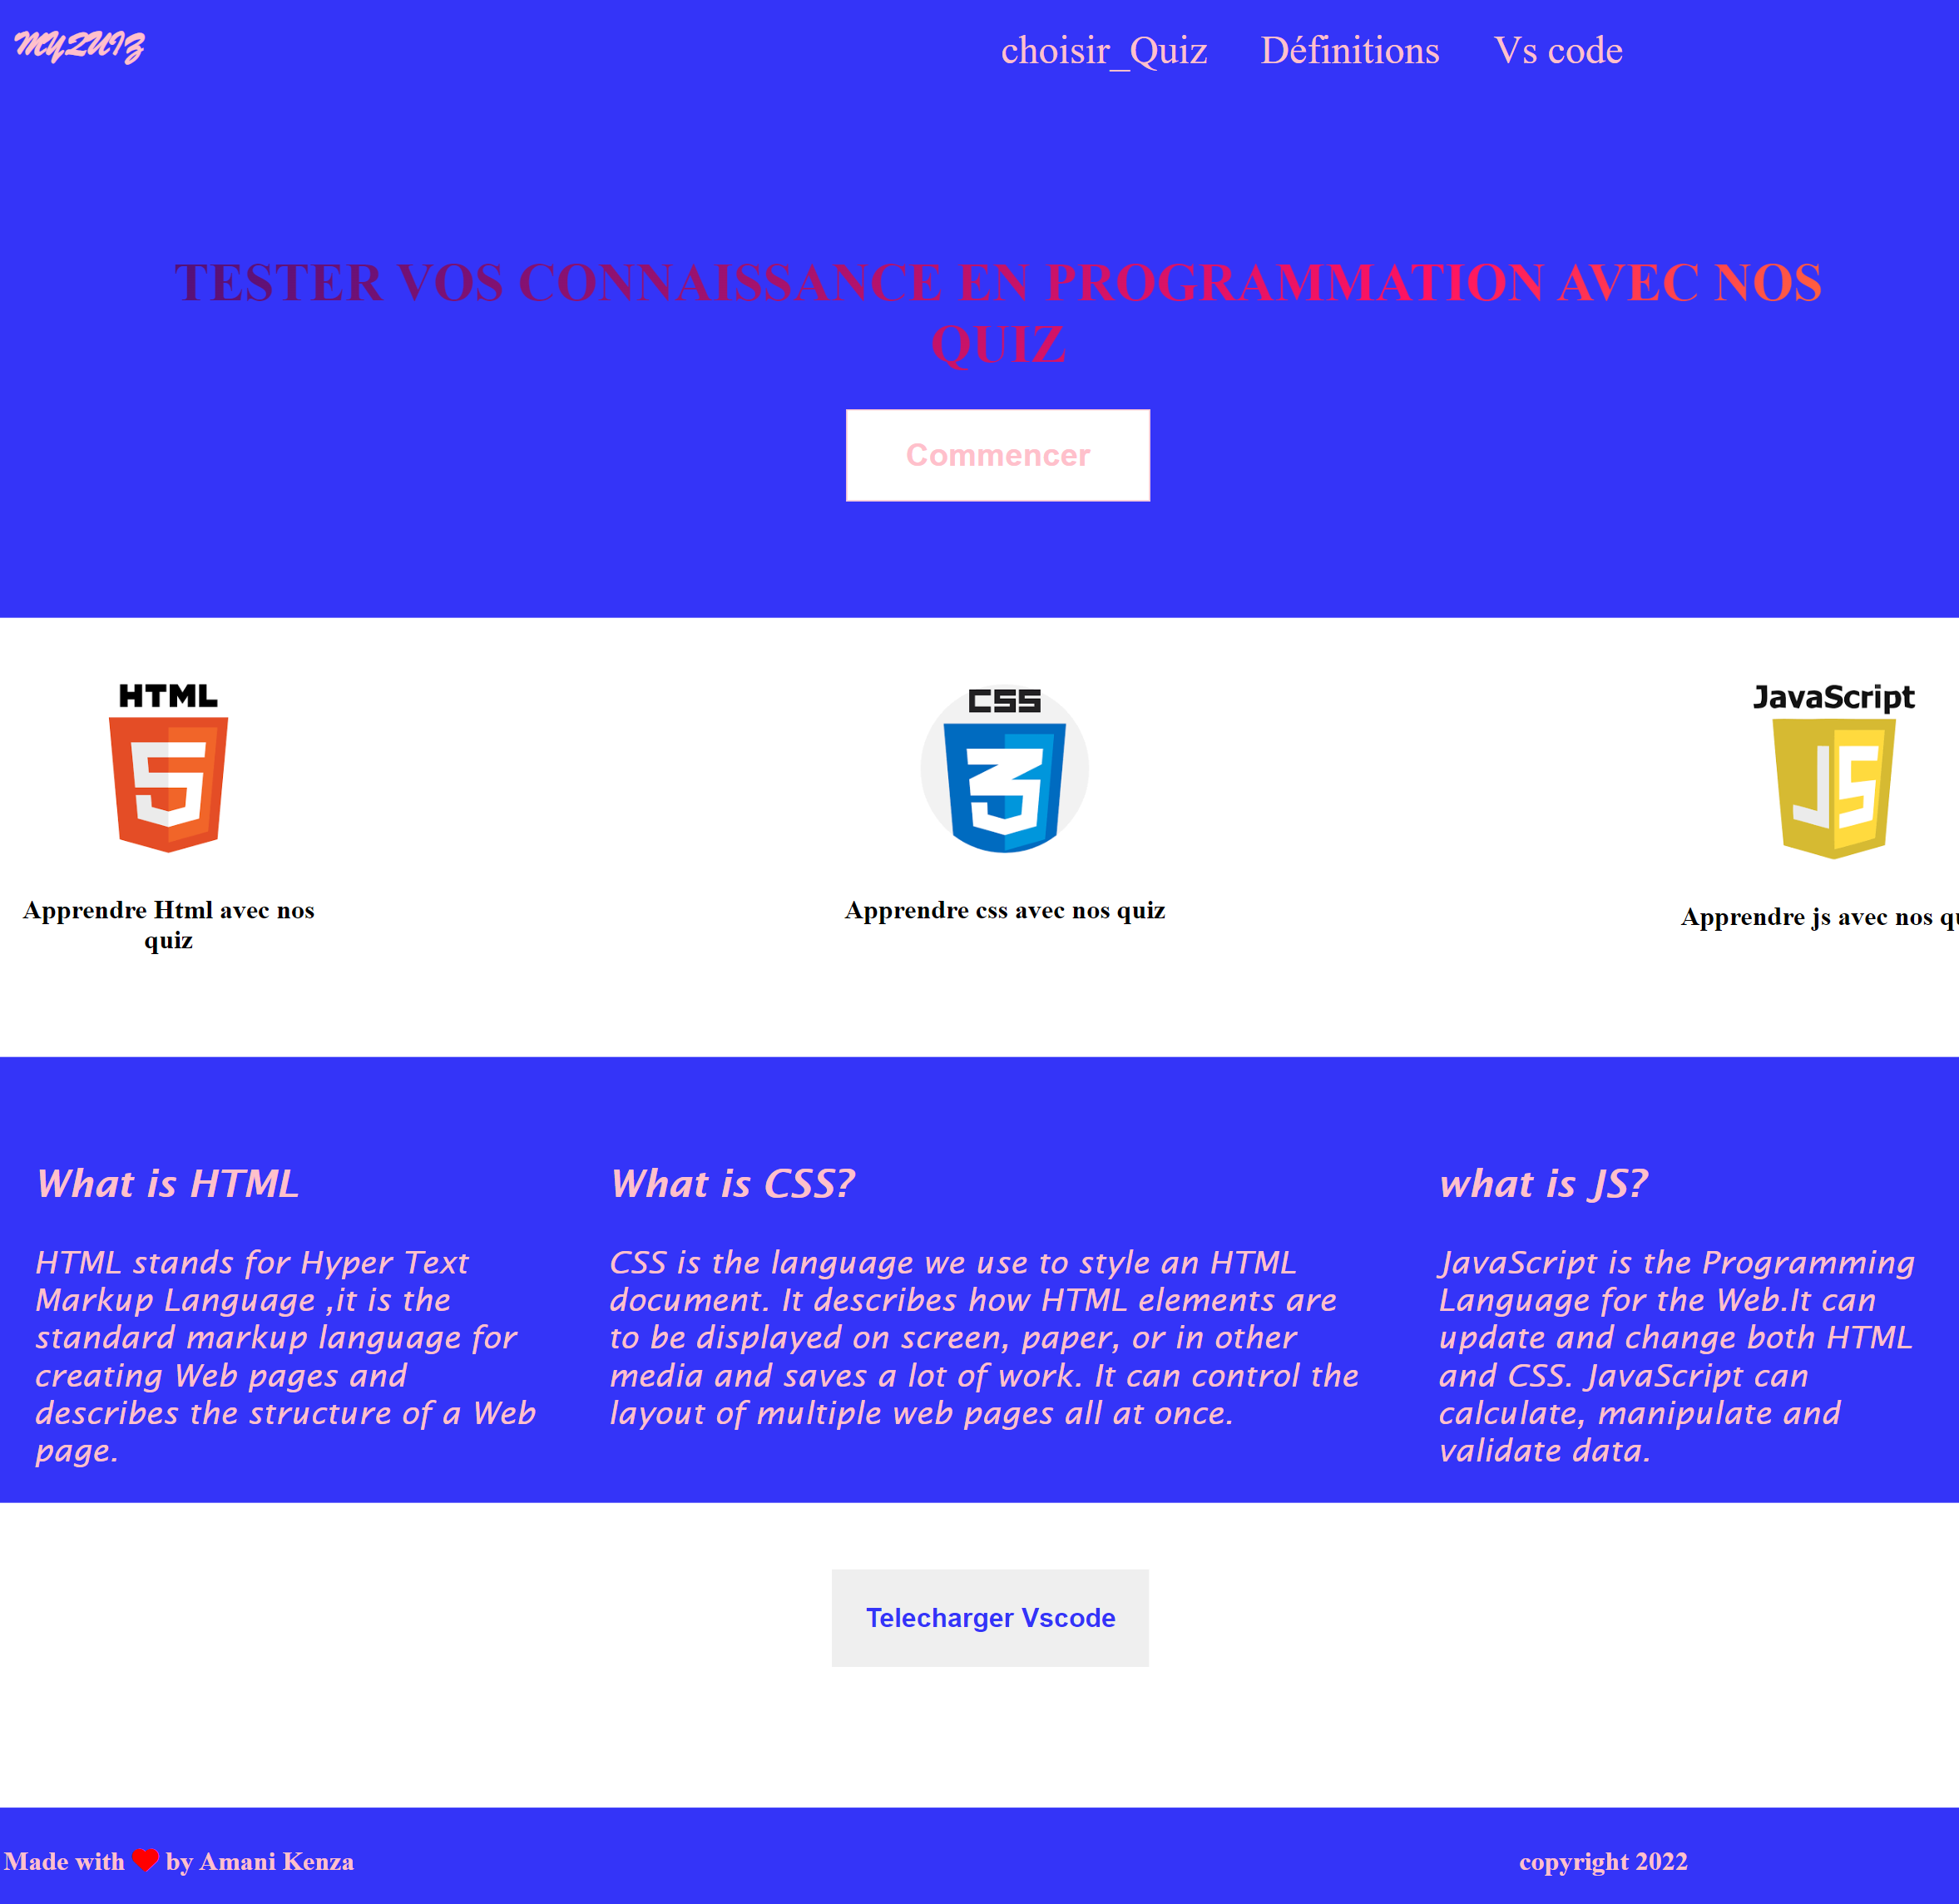 MYQUIZ
choisir_Quiz Définitions Vs code
TESTER VOS CONNAISSANCE EN PROGRAMMATION AVEC NOS
QUIZ
Commencer
HTML
5
Apprendre Html avec nos
quiz
CSS
3
Apprendre css avec nos quiz
JavaScript
JS
Apprendre js avec nos
What is HTML
HTML stands for Hyper Text
Markup Language ,it is the
standard markup language for
creating Web pages and
describes the structure of a Web
page.
What is CSS?
CSS is the language we use to style an HTML
document. It describes how HTML elements are
to be displayed on screen, paper, or in other
media and saves a lot of work. It can control the
layout of multiple web pages all at once.
what is JS?
JavaScript is the Programming
Language for the Web.It can
update and change both HTML
and CSS. JavaScript can
calculate, manipulate and
validate data.
Telecharger Vscode
Made with ❤ by Amani Kenza
copyright 2022